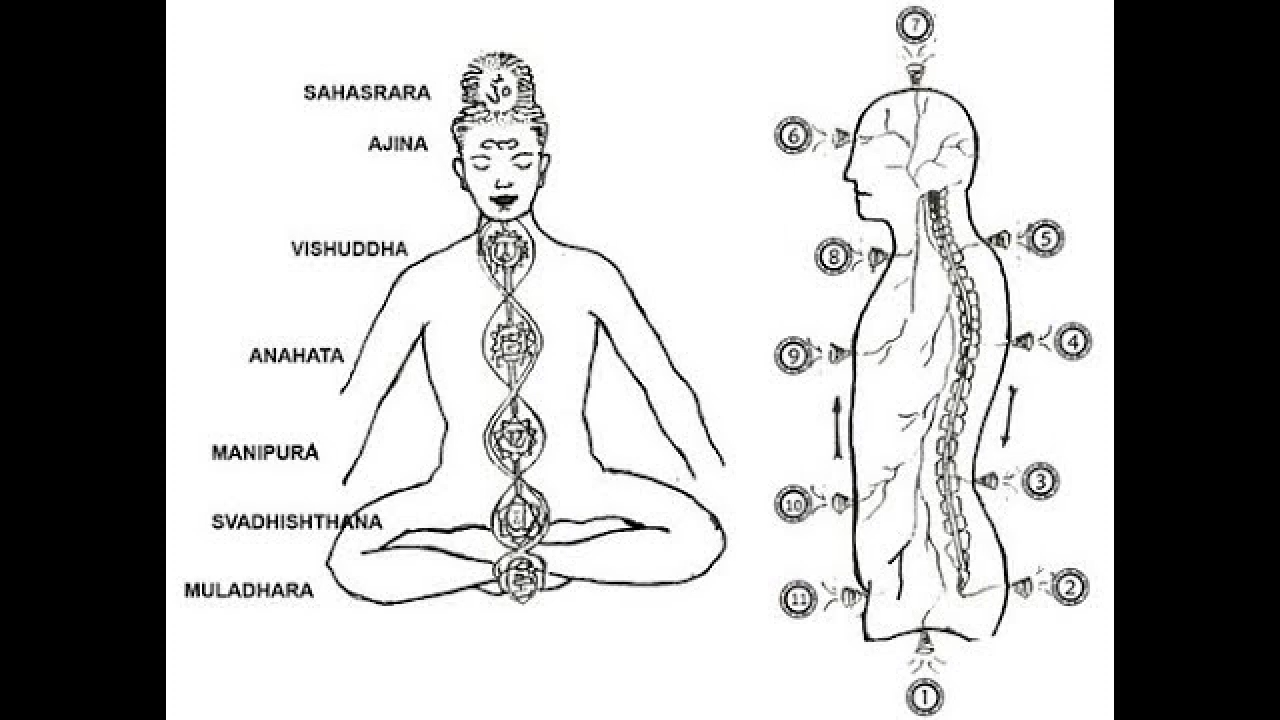 SAHASRARA
AJINA
VISHUDDHA
ANAHATA
MANIPURA
SVADHISHTHANA
MULADHARA
7
6
5
8
4
9
3
10
2
11
1